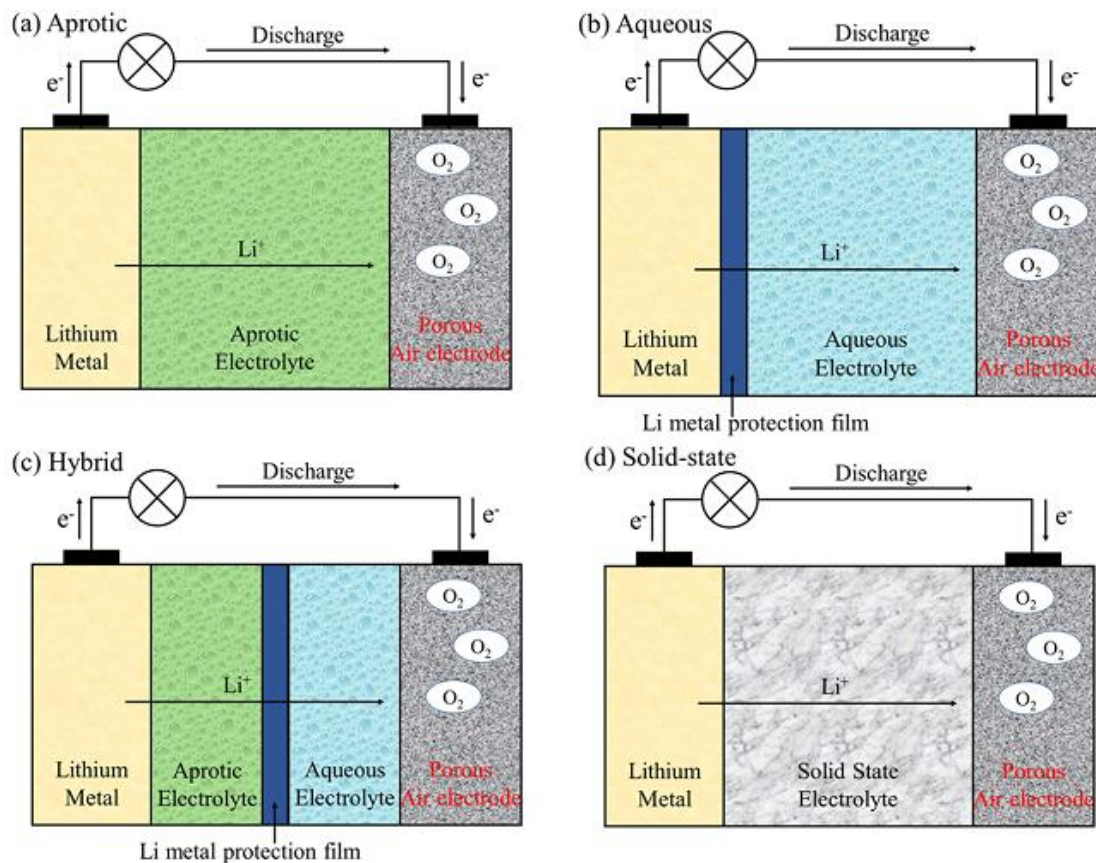 (a) Aprotic
Discharge
e-
e-
O2
O2
O2
Li+
Lithium
Metal
Aprotic
Electrolyte
Porous
Air electrode
(b) Aqueous
Discharge
e-
e-
O2
O2
O2
Li+
Lithium
Metal
Aqueous
Electrolyte
Porous
Air electrode
Li metal protection film
(c) Hybrid
Discharge
e-
e-
O2
O2
O2
Li+
Lithium
Metal
Aprotic
Electrolyte
Aqueous
Electrolyte
Porous
Air electrode
Li metal protection film
(d) Solid-state
Discharge
e-
e-
O2
O2
O2
Li+
Lithium
Metal
Solid State
Electrolyte
Porous
Air electrode